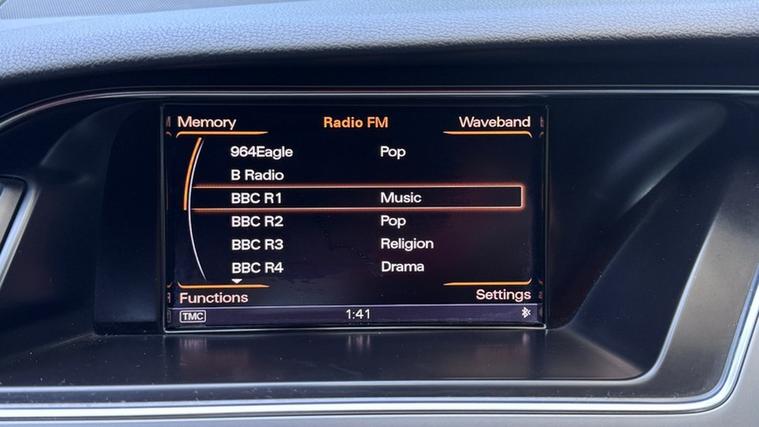 Memory Radio FM Waveband
964Eagle Pop
B Radio
BBC R1 Music
BBC R2 Pop
BBC R3 Religion
BBC R4 Drama
Functions Settings
TMC 1:41